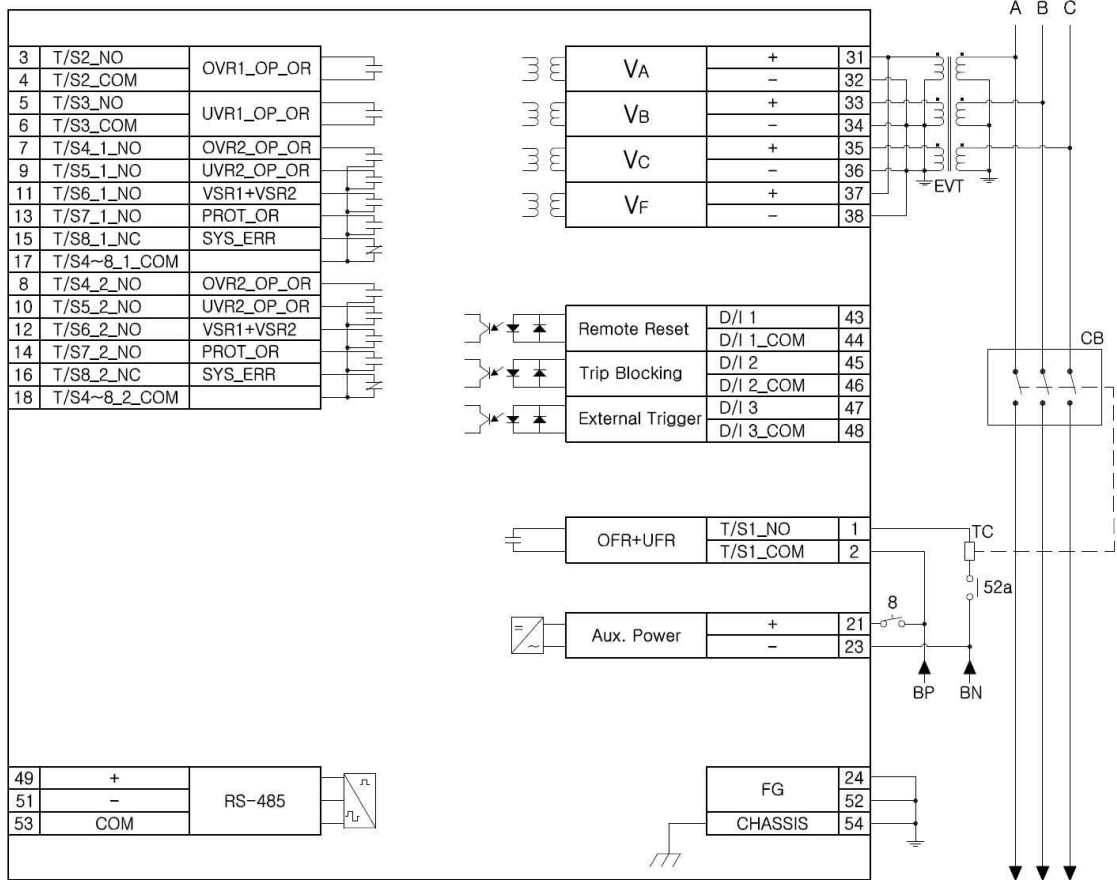 A B C
3 T/S2_NO OVR1_OP_OR
4 T/S2_COM
5 T/S3_NO UVR1_OP_OR
6 T/S3_COM
7 T/S4_1_NO OVR2_OP_OR
9 T/S5_1_NO UVR2_OP_OR
11 T/S6_1_NO VSR1+VSR2
13 T/S7_1_NO PROT_OR
15 T/S8_1_NC SYS_ERR
17 T/S4~8_1_COM
8 T/S4_2_NO OVR2_OP_OR
10 T/S5_2_NO UVR2_OP_OR
12 T/S6_2_NO VSR1+VSR2
14 T/S7_2_NO PROT_OR
16 T/S8_2_NC SYS_ERR
18 T/S4~8_2_COM
VA + 31
− 32
VB + 33
− 34
VC + 35
− 36
VF + 37
− 38
EVT
Remote Reset D/I 1 43
D/I 1_COM 44
Trip Blocking D/I 2 45
D/I 2_COM 46
External Trigger D/I 3 47
D/I 3_COM 48
CB
OFR+UFR T/S1_NO 1
T/S1_COM 2
TC
52a
8
Aux. Power + 21
− 23
BP BN
49 + RS-485
51 −
53 COM
FG 24
52
CHASSIS 54